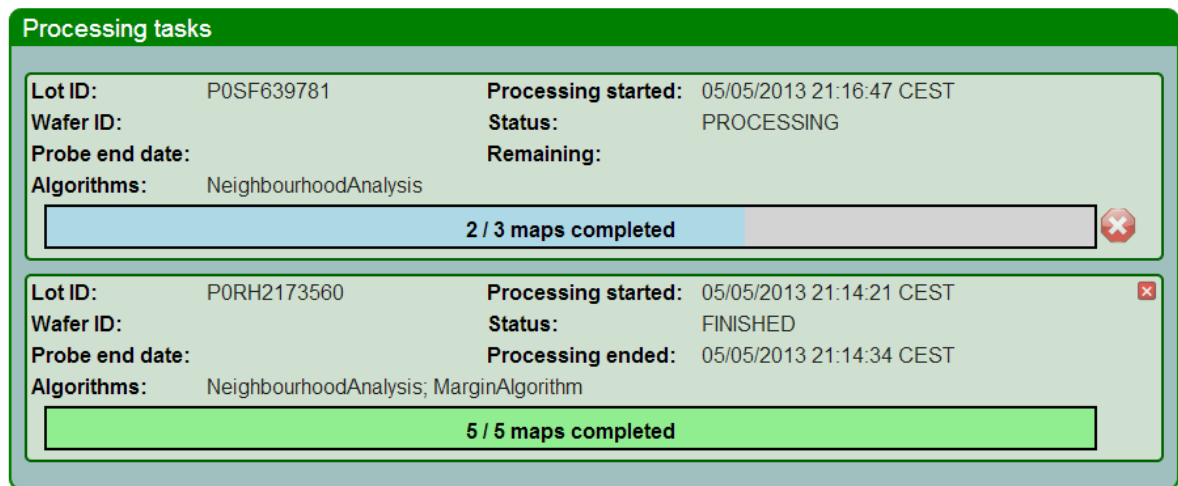 Processing tasks
Lot ID: P0SF639781 Processing started: 05/05/2013 21:16:47 CEST
Wafer ID: Status: PROCESSING
Probe end date: Remaining:
Algorithms: NeighbourhoodAnalysis
2 / 3 maps completed
Lot ID: P0RH2173560 Processing started: 05/05/2013 21:14:21 CEST
Wafer ID: Status: FINISHED
Probe end date: Processing ended: 05/05/2013 21:14:34 CEST
Algorithms: NeighbourhoodAnalysis; MarginAlgorithm
5 / 5 maps completed